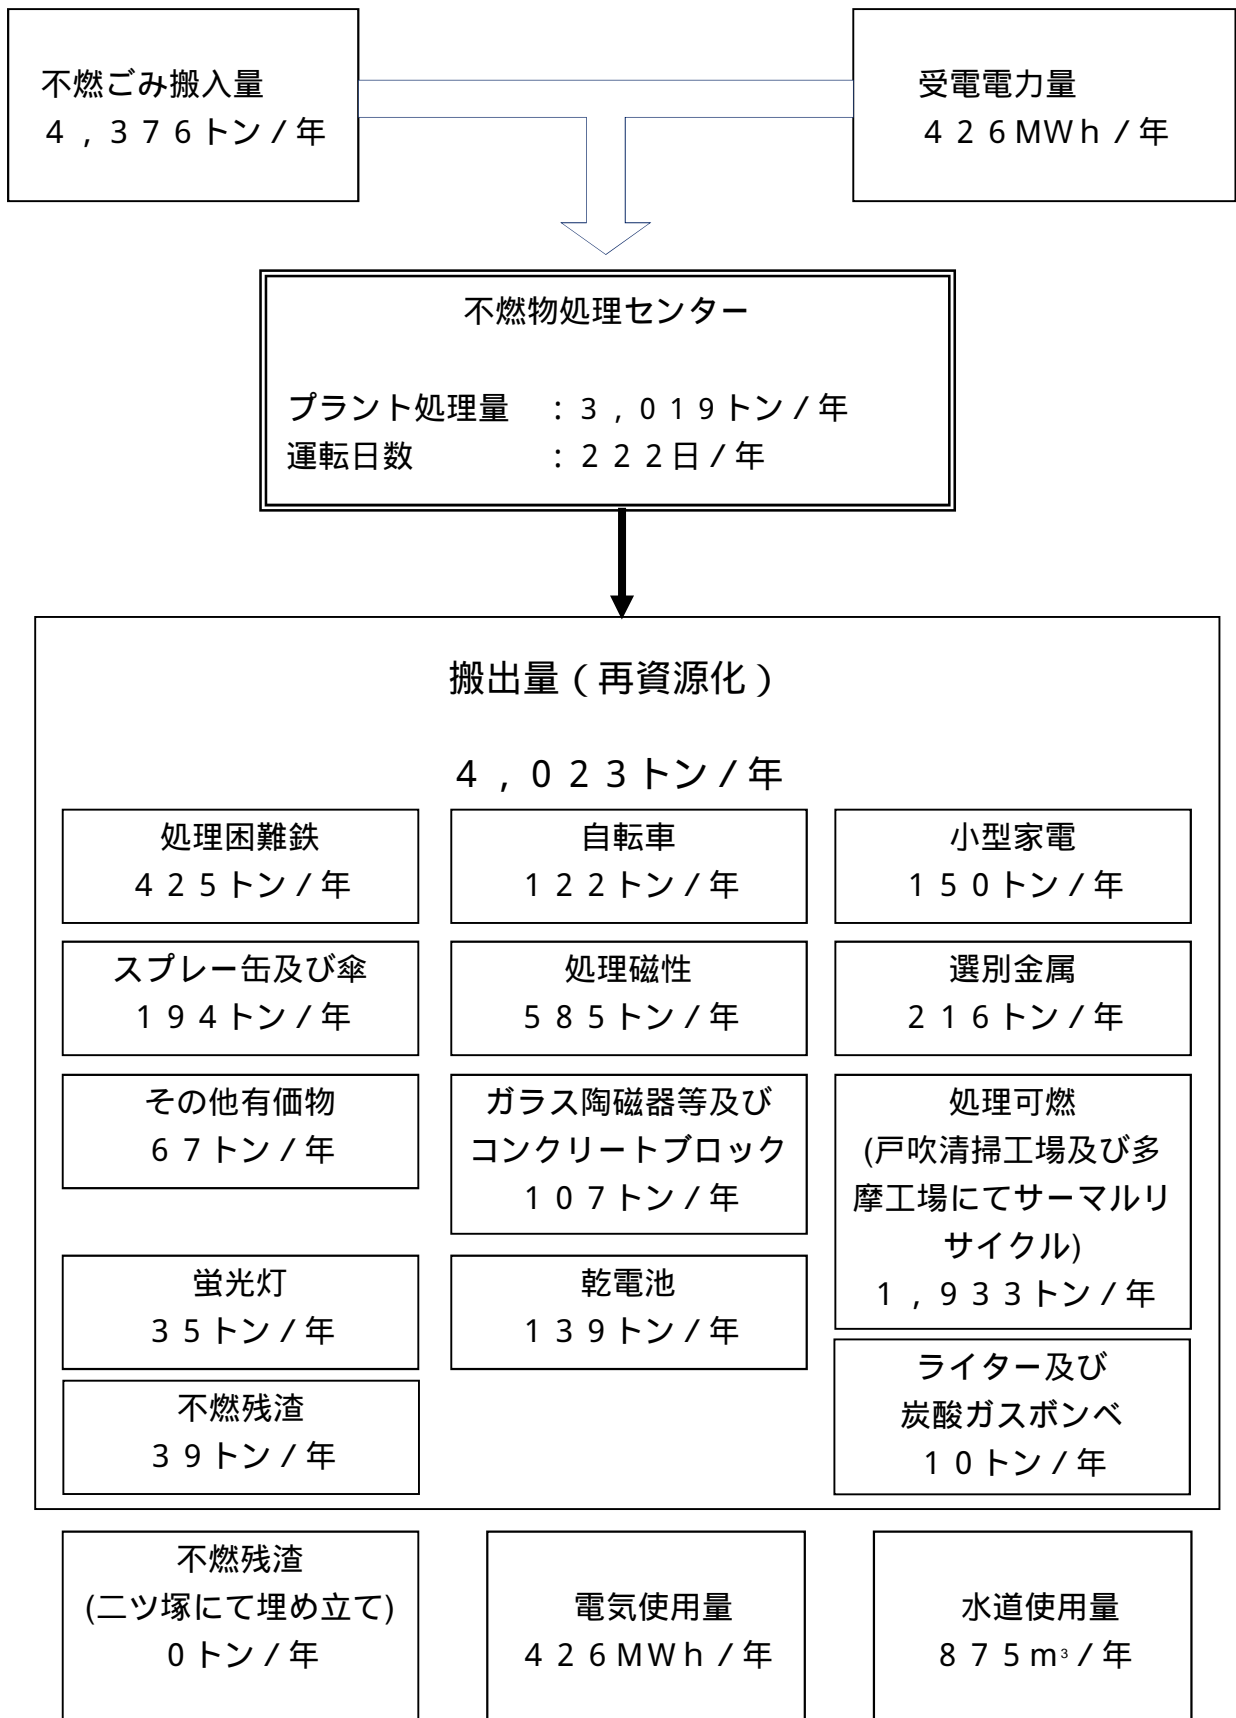 不燃ごみ搬入量
４，３７６トン／年
受電電力量
４２６ＭＷｈ／年
不燃物処理センター
プラント処理量　：３，０１９トン／年
運転日数　　　　：２２２日／年
搬出量（再資源化）
４，０２３トン／年
処理困難鉄
４２５トン／年
自転車
１２２トン／年
小型家電
１５０トン／年
スプレー缶及び傘
１９４トン／年
処理磁性
５８５トン／年
選別金属
２１６トン／年
その他有価物
６７トン／年
ガラス陶磁器等及び
コンクリートブロック
１０７トン／年
処理可燃
(戸吹清掃工場及び多
摩工場にてサーマルリ
サイクル)
１，９３３トン／年
蛍光灯
３５トン／年
乾電池
１３９トン／年
ライター及び
炭酸ガスボンベ
１０トン／年
不燃残渣
３９トン／年
不燃残渣
(二ツ塚にて埋め立て)
０トン／年
電気使用量
４２６ＭＷｈ／年
水道使用量
８７５ｍ³／年